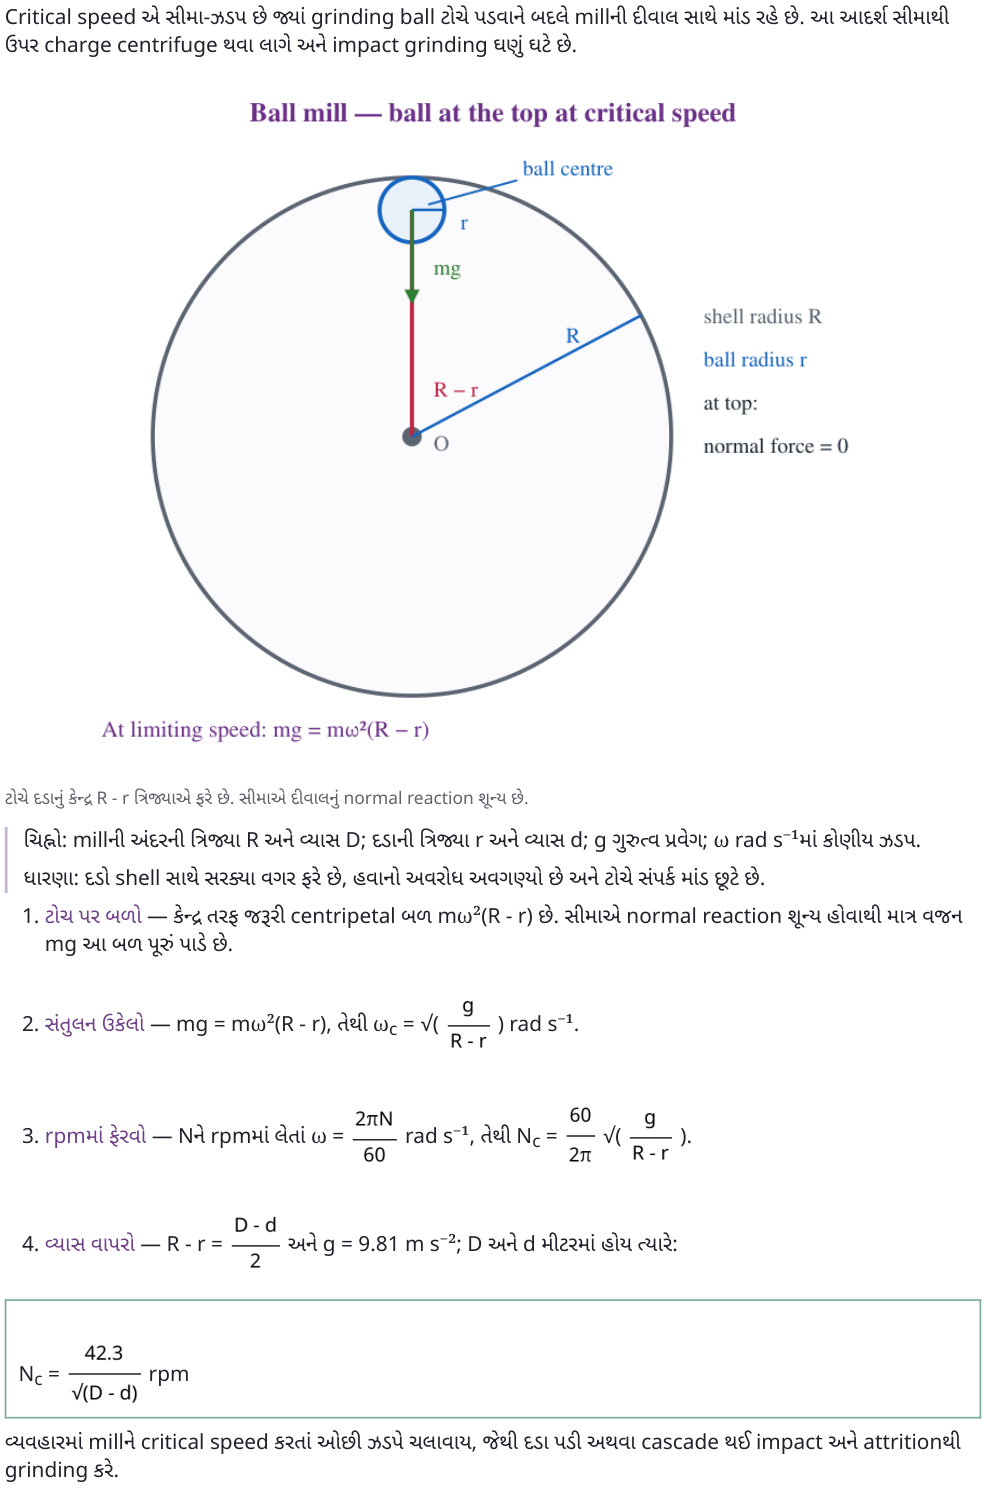 Critical speed એ સીમા-ઝડપ છે જ્યાં grinding ball ટોચે પડવાને બદલે millની દીવાલ સાથે માંડ રહે છે. આ આદર્શ સીમાથી
ઉપર charge centrifuge થવા લાગે અને impact grinding ઘણું ઘટે છે.
Ball mill — ball at the top at critical speed
ball centre
r
mg
R
R – r
O
shell radius R
ball radius r
at top:
normal force = 0
At limiting speed: mg = mω²(R – r)
ટોચે દડાનું કેન્દ્ર R - r ત્રિજ્યાએ ફરે છે. સીમાએ દીવાલનું normal reaction શૂન્ય છે.
ચિહ્નો: millની અંદરની ત્રિજ્યા R અને વ્યાસ D; દડાની ત્રિજ્યા r અને વ્યાસ d; g ગુરુત્વ પ્રવેગ; ω rad s⁻¹માં કોણીય ઝડપ.
ધારણા: દડો shell સાથે સરક્યા વગર ફરે છે, હવાનો અવરોધ અવગણ્યો છે અને ટોચે સંપર્ક માંડ છૂટે છે.
1. ટોચ પર બળો — કેન્દ્ર તરફ જરૂરી centripetal બળ mω²(R - r) છે. સીમાએ normal reaction શૂન્ય હોવાથી માત્ર વજન
mg આ બળ પૂરું પાડે છે.
2. સંતુલન ઉકેલો — mg = mω²(R - r), તેથી ω_c = √( g / (R - r) ) rad s⁻¹.
3. rpmમાં ફેરવો — Nને rpmમાં લેતાં ω = 2πN / 60 rad s⁻¹, તેથી N_c = 60 / 2π √( g / (R - r) ).
4. વ્યાસ વાપરો — R - r = (D - d) / 2 અને g = 9.81 m s⁻²; D અને d મીટરમાં હોય ત્યારે:
N_c = 42.3 / √(D - d) rpm
વ્યવહારમાં millને critical speed કરતાં ઓછી ઝડપે ચલાવાય, જેથી દડા પડી અથવા cascade થઈ impact અને attritionથી
grinding કરે.